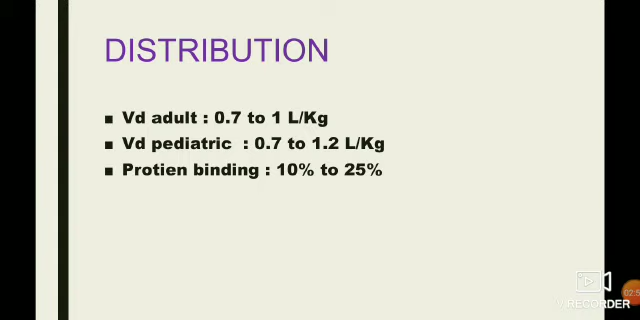 DISTRIBUTION
Vd adult : 0.7 to 1 L/Kg
Vd pediatric : 0.7 to 1.2 L/Kg
Protien binding : 10% to 25%
RECORDER